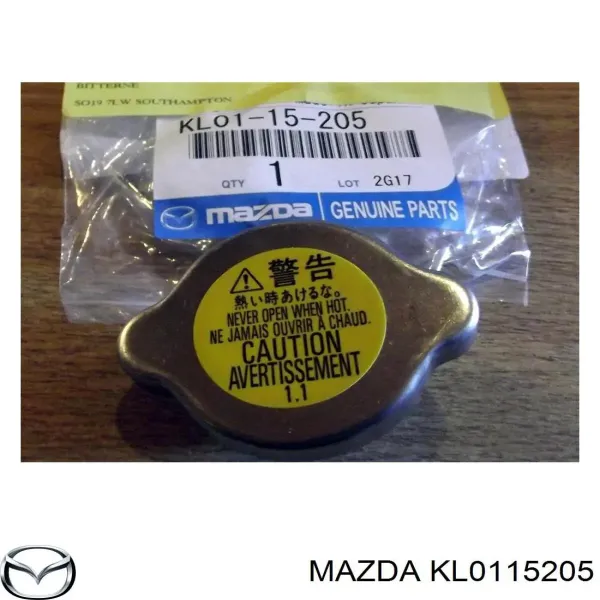 BITTERNE
SO19 7LW SOUTHAMPTON
KL01-15-205
QTY 1 LOT 2G17
mazda GENUINE PARTS
警告
熱い時あけるな。
NEVER OPEN WHEN HOT.
NE JAMAIS OUVRIR À CHAUD.
CAUTION
AVERTISSEMENT
1.1
MAZDA KL0115205